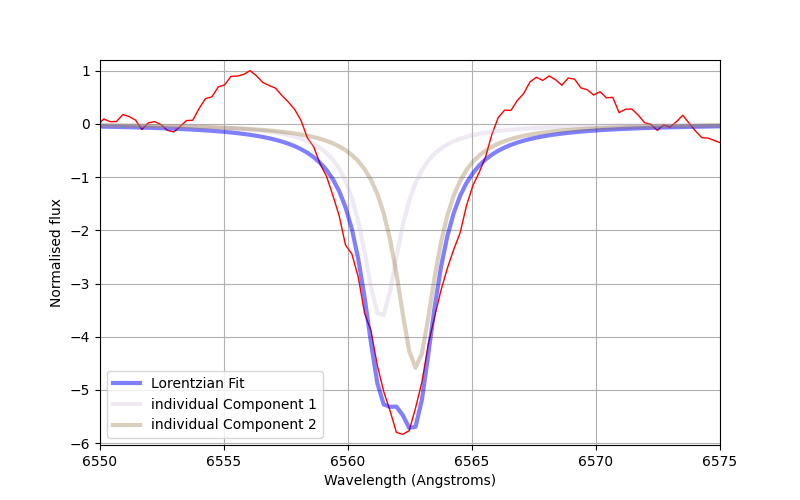 1
0
−1
−2
−3
−4
−5
−6
Normalised flux
Lorentzian Fit
individual Component 1
individual Component 2
6550 6555 6560 6565 6570 6575
Wavelength (Angstroms)